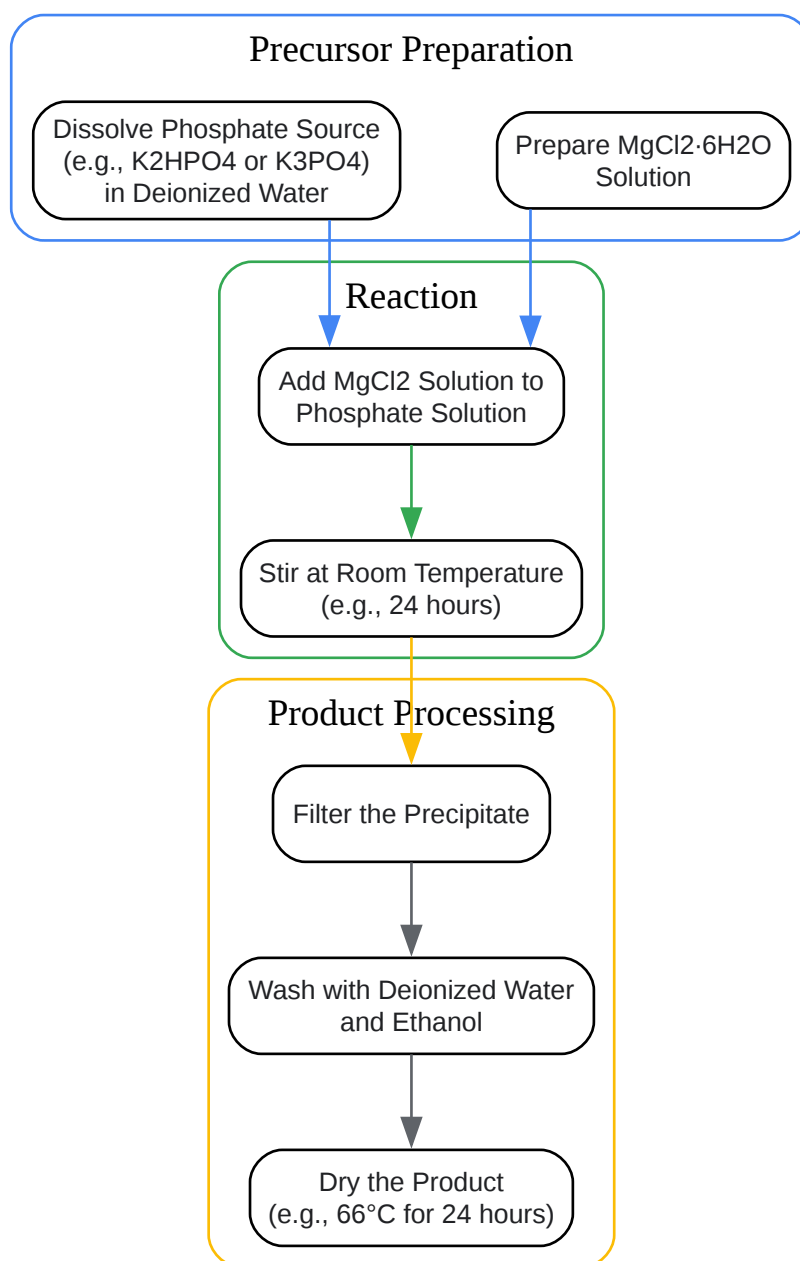 Precursor Preparation
Dissolve Phosphate Source
(e.g., K2HPO4 or K3PO4)
in Deionized Water
Prepare MgCl2·6H2O
Solution
Reaction
Add MgCl2 Solution to
Phosphate Solution
Stir at Room Temperature
(e.g., 24 hours)
Product Processing
Filter the Precipitate
Wash with Deionized Water
and Ethanol
Dry the Product
(e.g., 66°C for 24 hours)